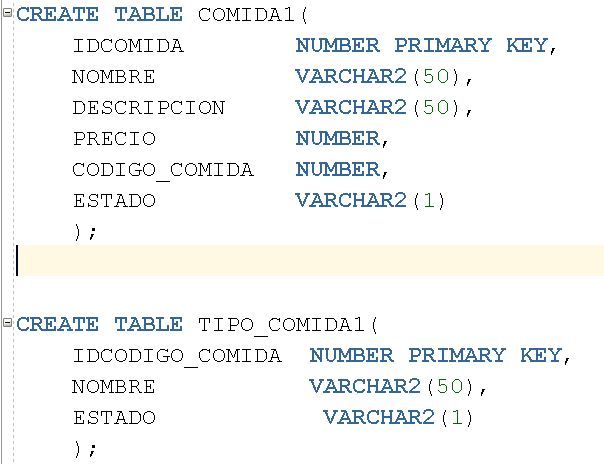 CREATE TABLE COMIDA1(
IDCOMIDA NUMBER PRIMARY KEY,
NOMBRE VARCHAR2(50),
DESCRIPCION VARCHAR2(50),
PRECIO NUMBER,
CODIGO_COMIDA NUMBER,
ESTADO VARCHAR2(1)
);
CREATE TABLE TIPO_COMIDA1(
IDCODIGO_COMIDA NUMBER PRIMARY KEY,
NOMBRE VARCHAR2(50),
ESTADO VARCHAR2(1)
);